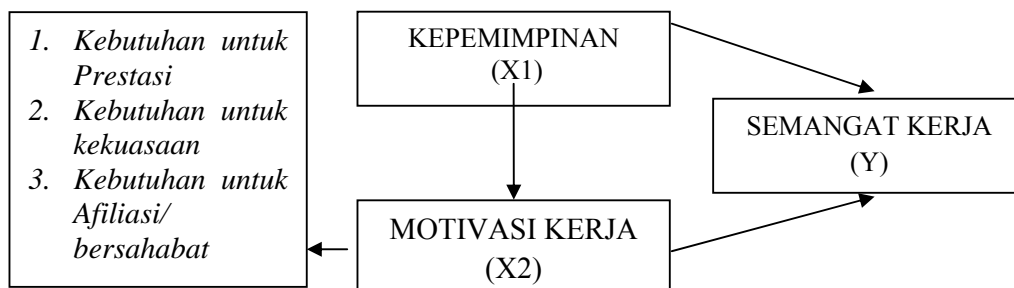 1. Kebutuhan untuk
Prestasi
2. Kebutuhan untuk
kekuasaan
3. Kebutuhan untuk
Afiliasi/
bersahabat
KEPEMIMPINAN
(X1)
SEMANGAT KERJA
(Y)
MOTIVASI KERJA
(X2)